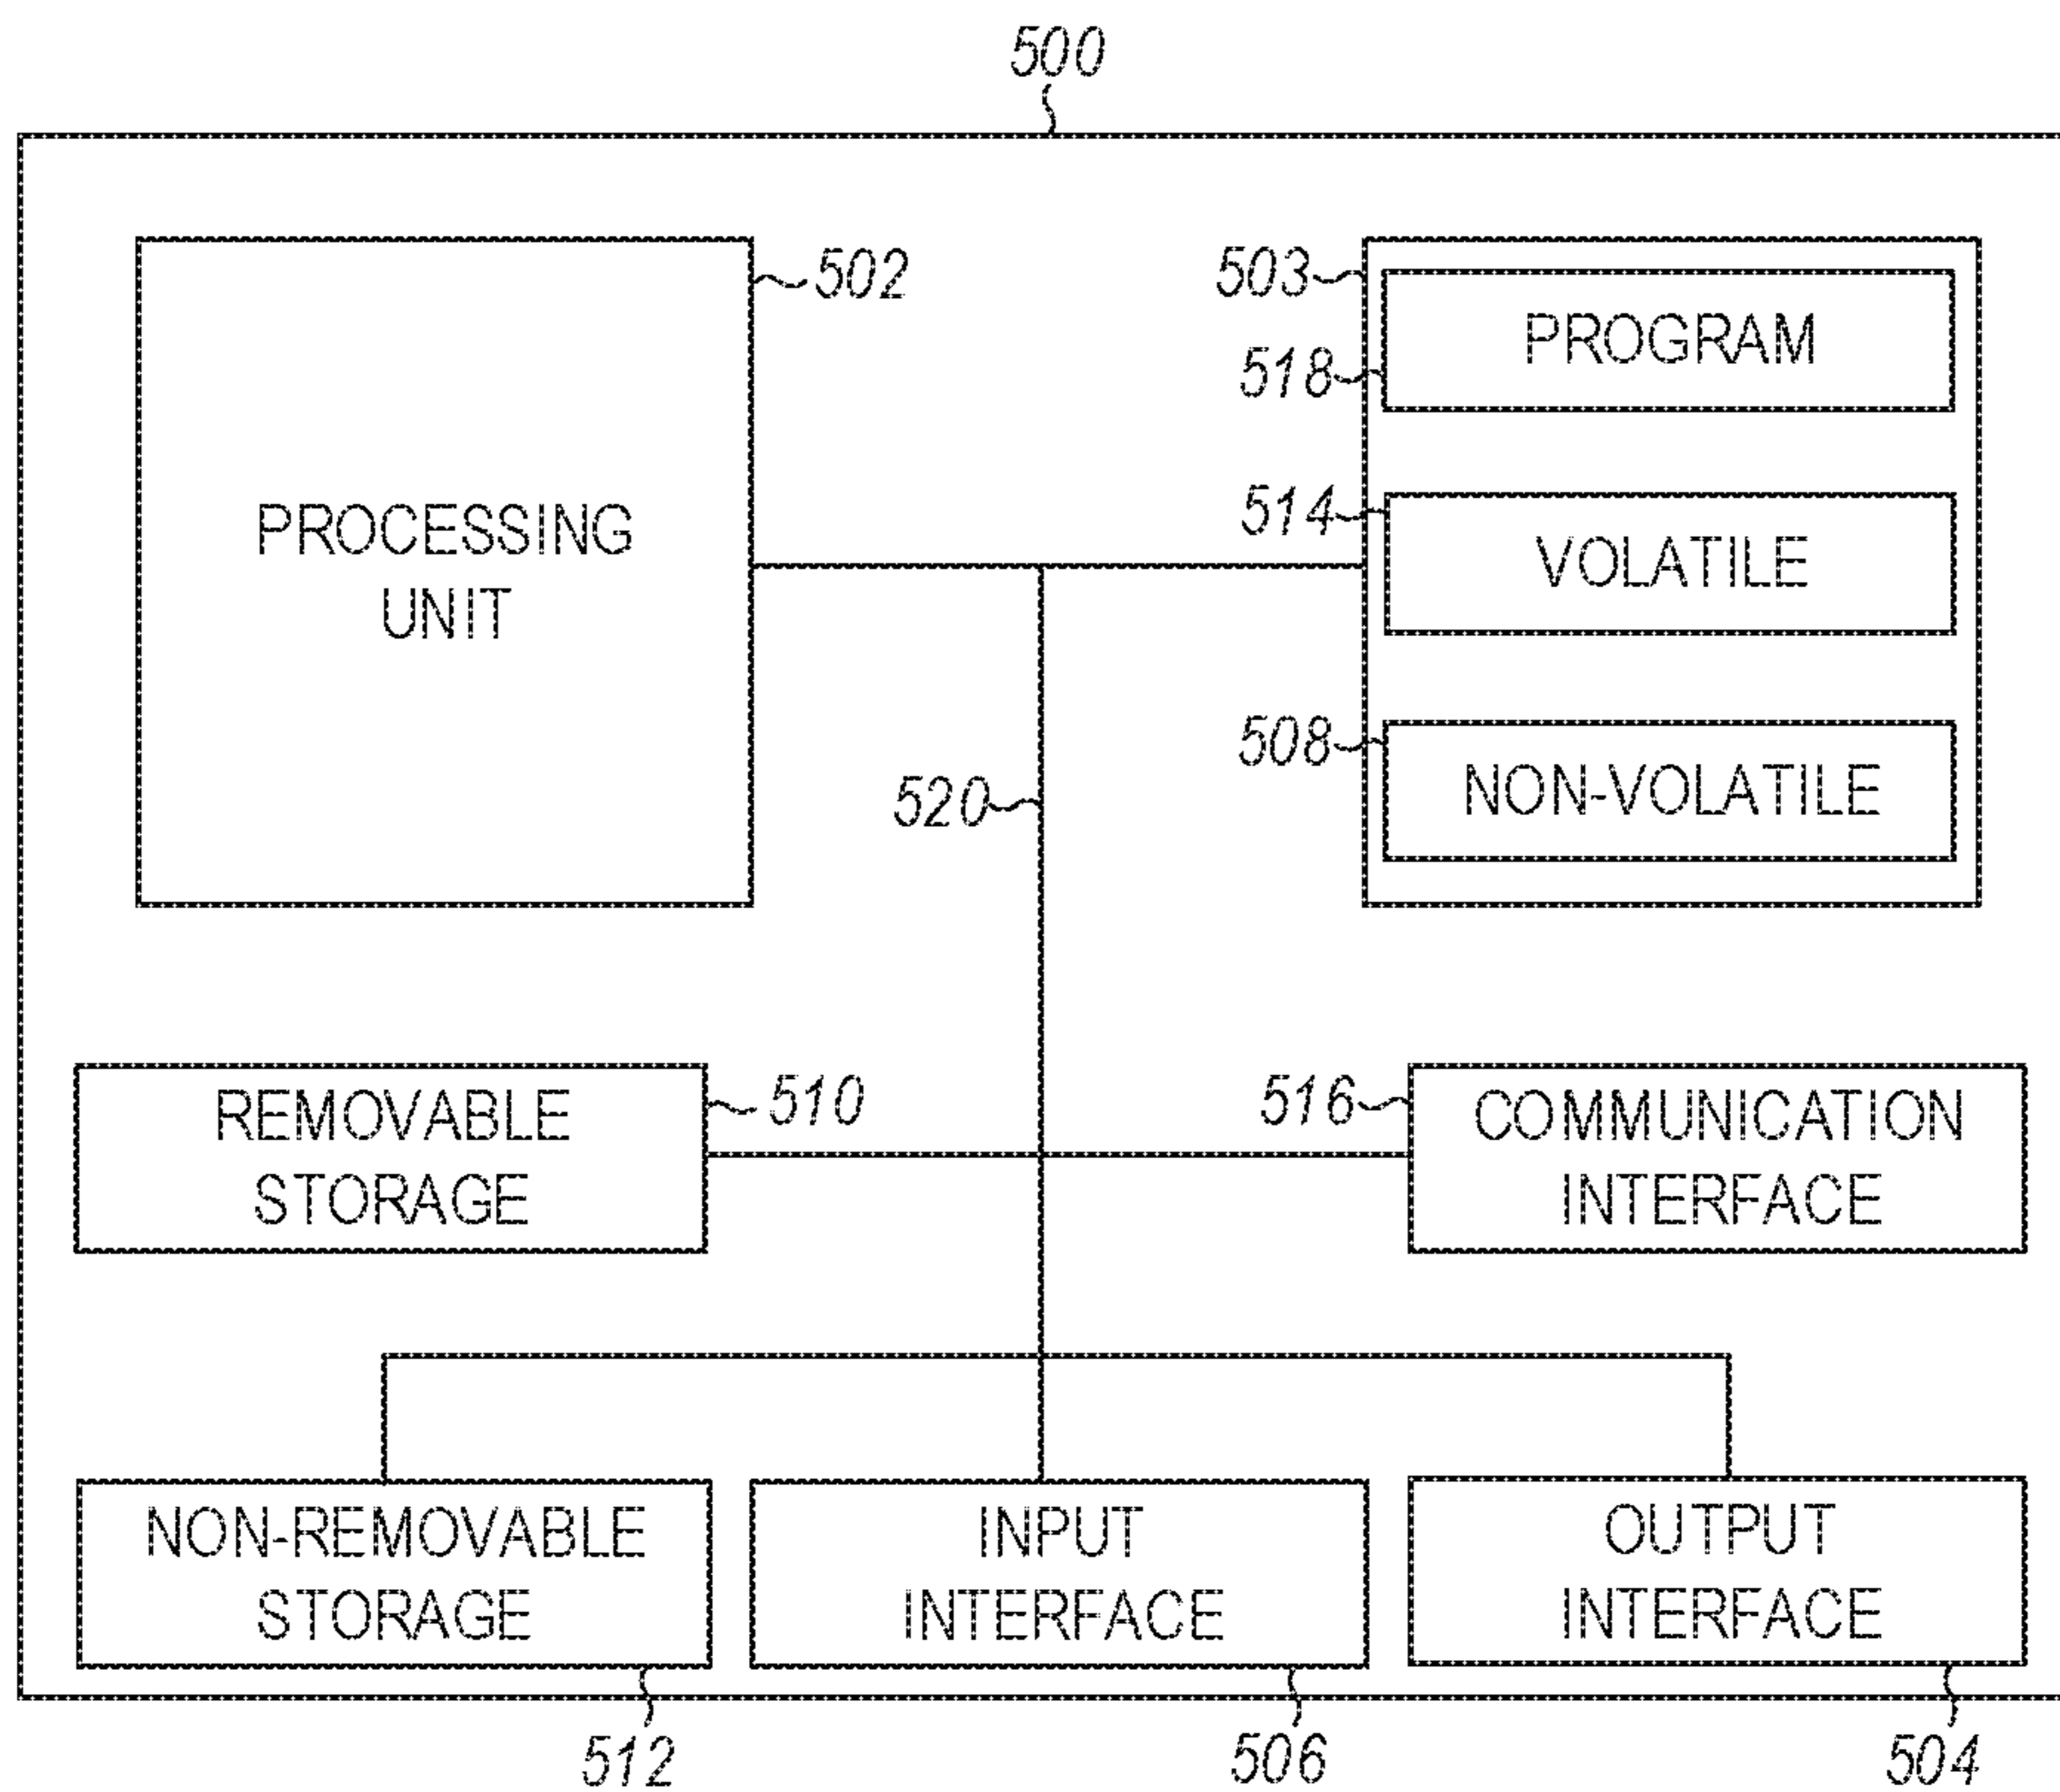 500
502
503
PROGRAM
518
514
VOLATILE
PROCESSING
UNIT
508
NON-VOLATILE
520
REMOVABLE
STORAGE
510
516
COMMUNICATION
INTERFACE
NON-REMOVABLE
STORAGE
INPUT
INTERFACE
OUTPUT
INTERFACE
512
506
504